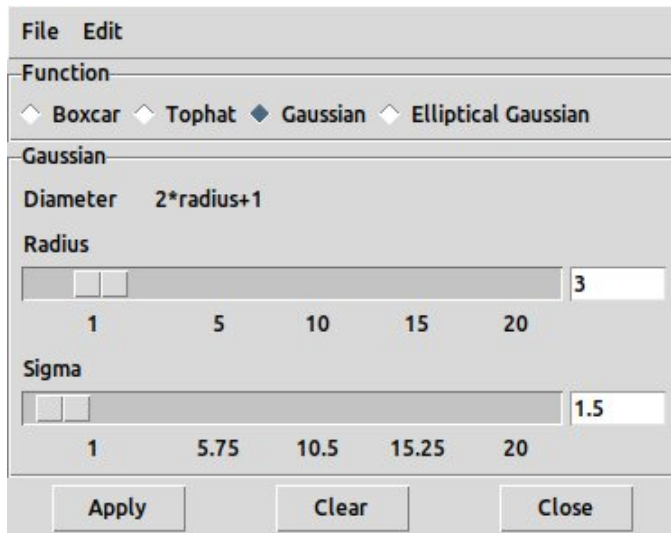 File Edit
Function
Boxcar Tophat Gaussian Elliptical Gaussian
Gaussian
Diameter 2*radius+1
Radius
3
1 5 10 15 20
Sigma
1.5
1 5.75 10.5 15.25 20
Apply Clear Close